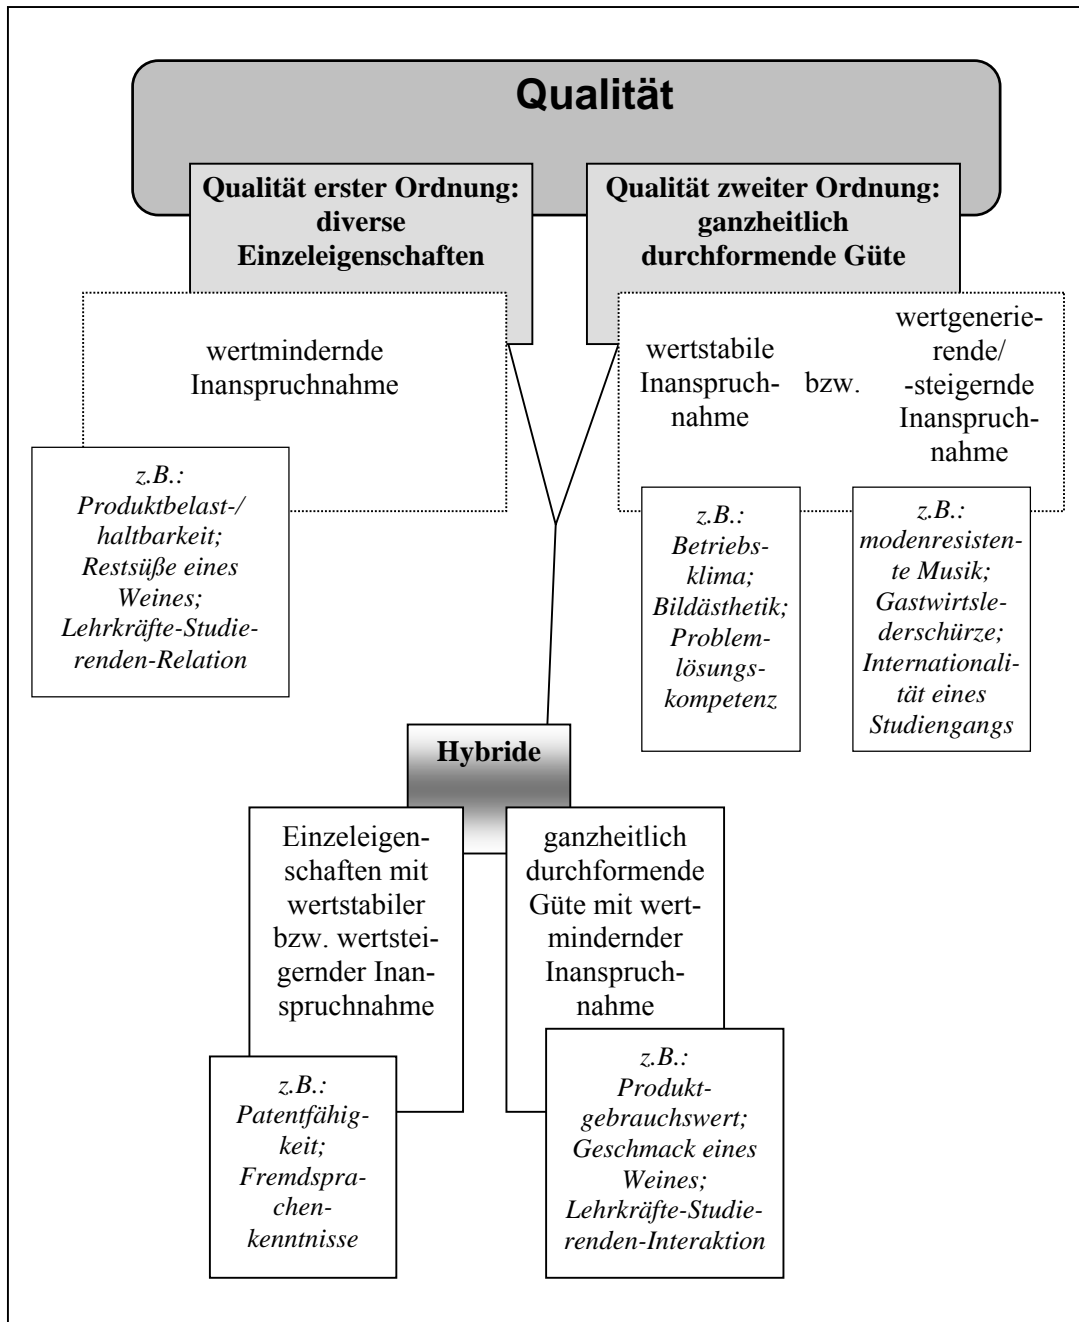 Qualität
Qualität erster Ordnung:
diverse
Einzeleigenschaften
Qualität zweiter Ordnung:
ganzheitlich
durchformende Güte
wertmindernde
Inanspruchnahme
z.B.:
Produktbelast-/
haltbarkeit;
Restsüße eines
Weines;
Lehrkräfte-Studie-
renden-Relation
wertstabile
Inanspruch-
nahme
bzw.
wertgenerie-
rende/
-steigernde
Inanspruch-
nahme
z.B.:
Betriebs-
klima;
Bildästhetik;
Problem-
lösungs-
kompetenz
z.B.:
modenresisten-
te Musik;
Gastwirtsle-
derschürze;
Internationali-
tät eines
Studiengangs
Hybride
Einzeleigen-
schaften mit
wertstabiler
bzw. wertstei-
gernder Inan-
spruchnahme
z.B.:
Patentfähig-
keit;
Fremdspra-
chen-
kenntnisse
ganzheitlich
durchformende
Güte mit wert-
mindernder
Inanspruch-
nahme
z.B.:
Produkt-
gebrauchswert;
Geschmack eines
Weines;
Lehrkräfte-Studie-
renden-Interaktion